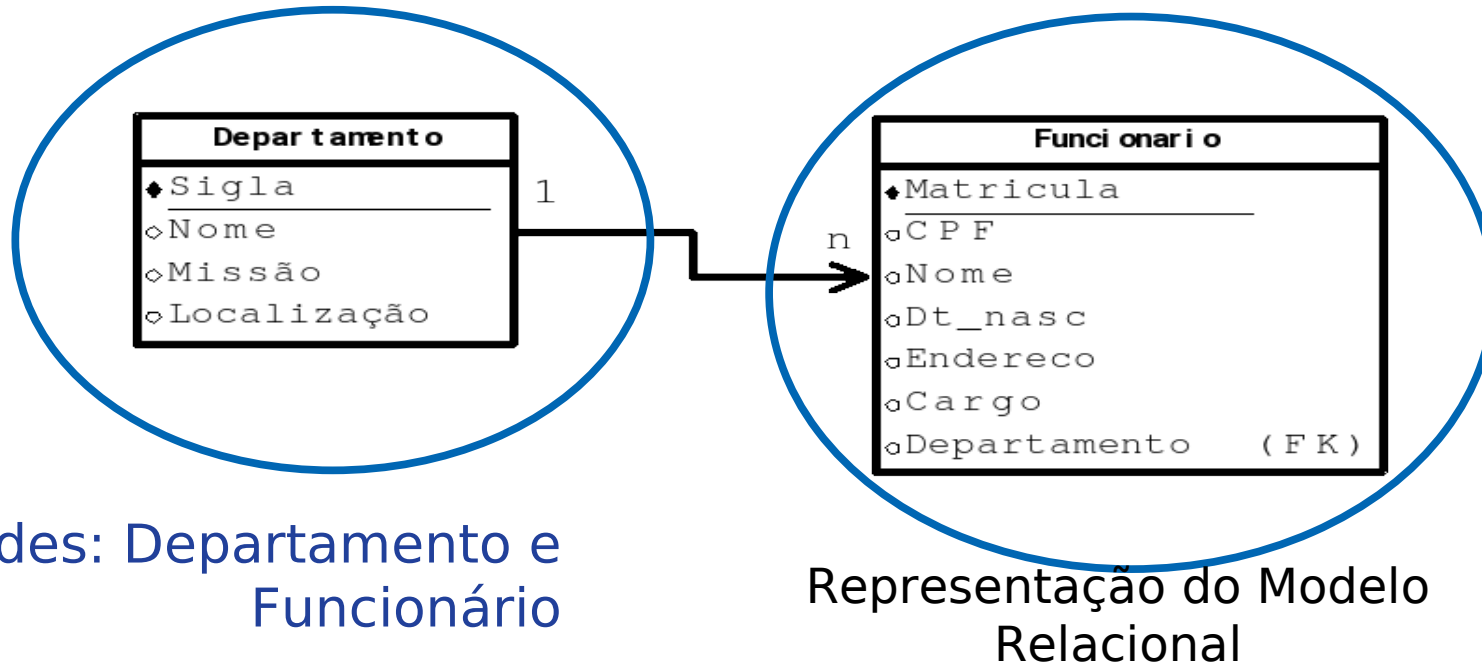 Departamento
Sigla
Nome
Missão
Localização
1
n
Funcionario
Matricula
CPF
Nome
Dt_nasc
Endereco
Cargo
Departamento (FK)
des: Departamento e
Funcionário
Representação do Modelo
Relacional